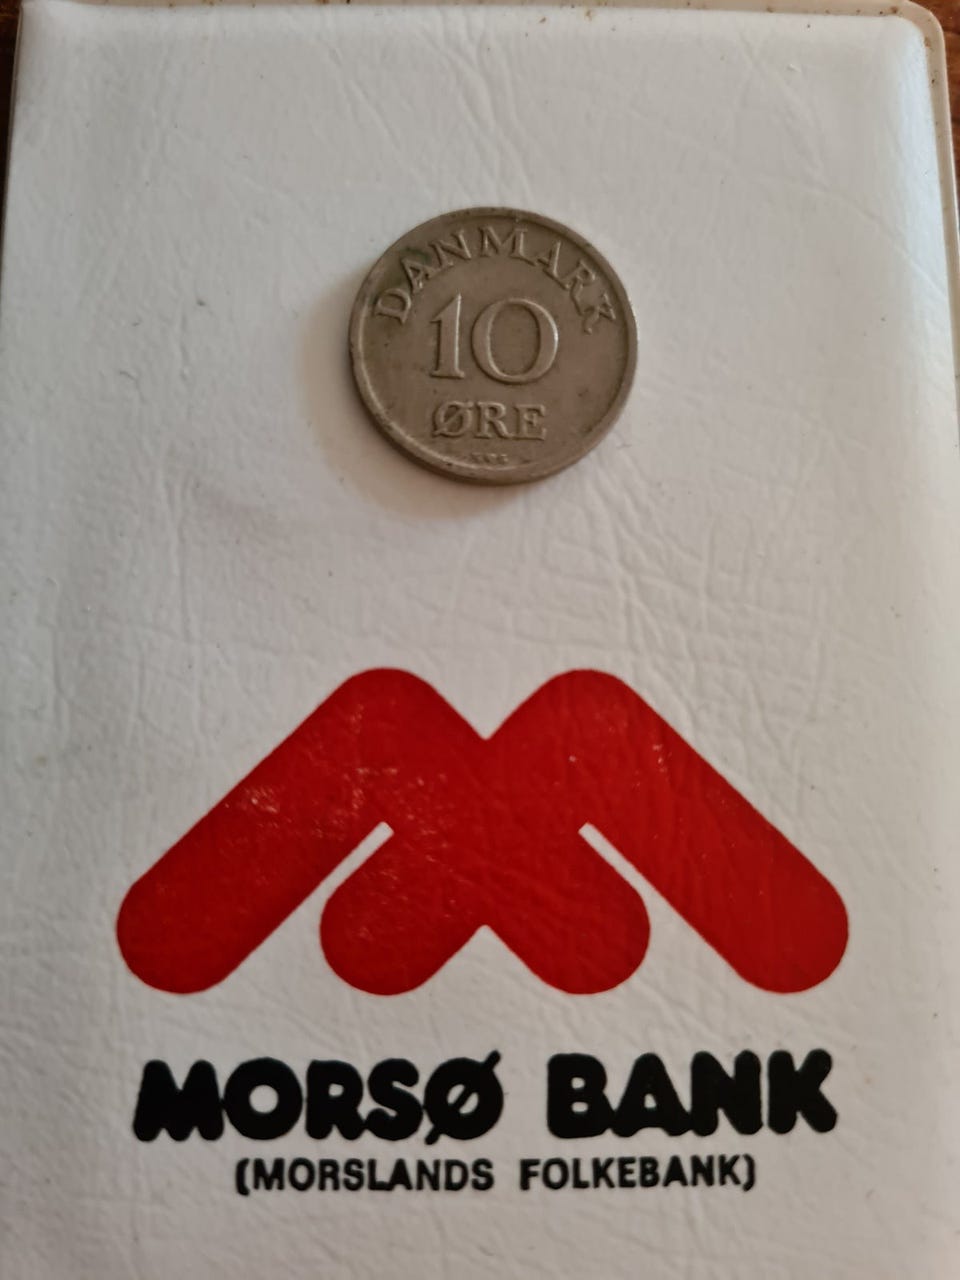 DANMARK
10
ØRE
MORSØ BANK
(MORSLANDS FOLKEBANK)